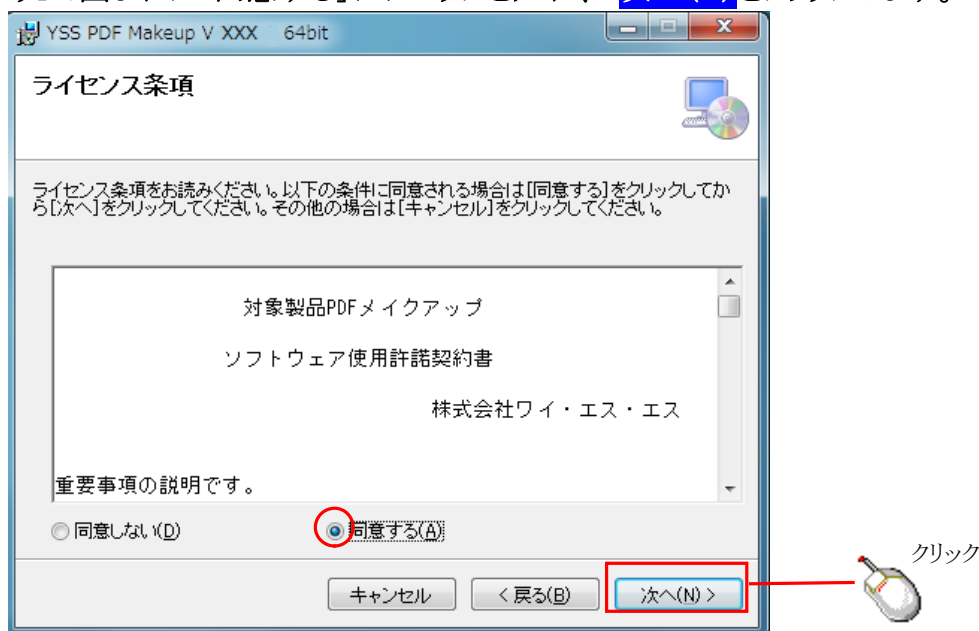 YSS PDF Makeup V XXX 64bit
ライセンス条項
ライセンス条項をお読みください。以下の条件に同意される場合は[同意する]をクリックしてか
ら[次へ]をクリックしてください。その他の場合は[キャンセル]をクリックしてください。
対象製品PDFメイクアップ
ソフトウェア使用許諾契約書
株式会社ワイ・エス・エス
重要事項の説明です。
同意しない(D) 同意する(A)
クリック
キャンセル < 戻る(B) 次へ(N) >